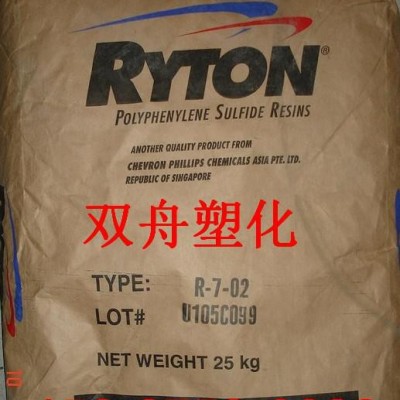 RYTON®
POLYPHENYLENE SULFIDE RESINS
ANOTHER QUALITY PRODUCT FROM
CHEVRON PHILLIPS CHEMICALS ASIA PTE. LTD.
REPUBLIC OF SINGAPORE
双舟塑化
TYPE: R-7-02
LOT# U105C099
NET WEIGHT 25 kg